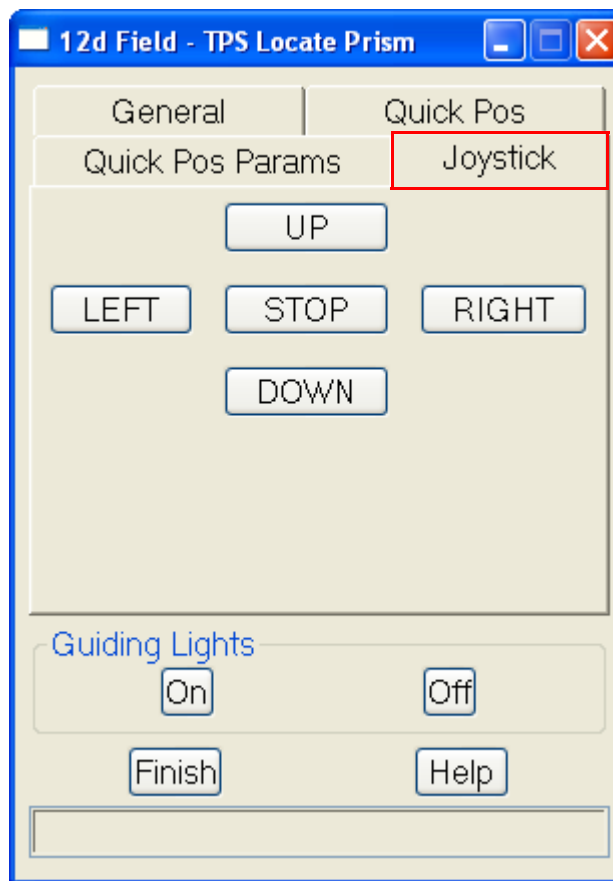 12d Field - TPS Locate Prism
General Quick Pos
Quick Pos Params Joystick
UP
LEFT STOP RIGHT
DOWN
Guiding Lights
On Off
Finish Help